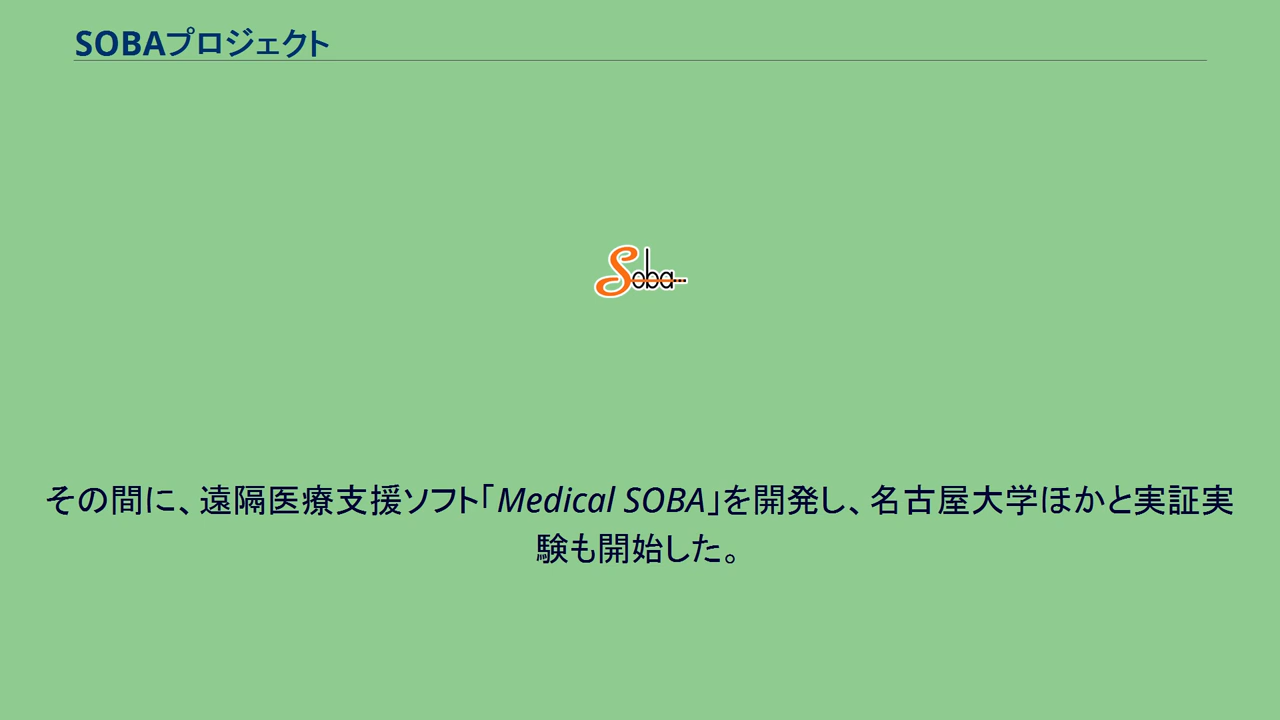 SOBAプロジェクト
Soba
その間に、遠隔医療支援ソフト「Medical SOBA」を開発し、名古屋大学ほかと実証実
験も開始した。